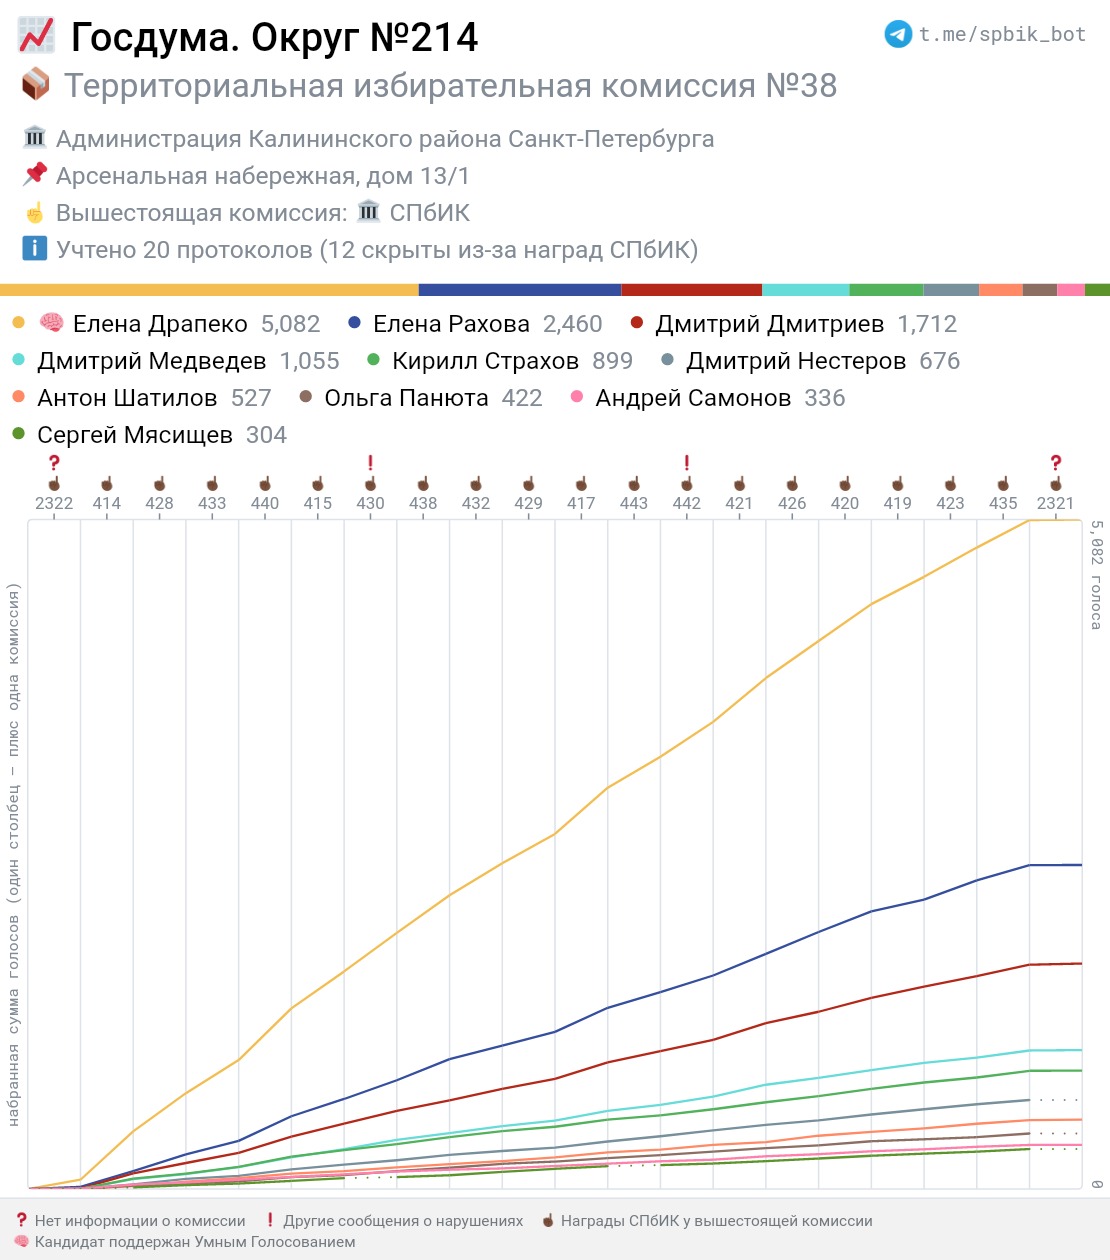 Госдума. Округ №214
t.me/spbik_bot
Территориальная избирательная комиссия №38
Администрация Калининского района Санкт-Петербурга
Арсенальная набережная, дом 13/1
Вышестоящая комиссия: СПбИК
Учтено 20 протоколов (12 скрыты из-за наград СПбИК)
Елена Драпеко 5,082 Елена Рахова 2,460 Дмитрий Дмитриев 1,712
Дмитрий Медведев 1,055 Кирилл Страхов 899 Дмитрий Нестеров 676
Антон Шатилов 527 Ольга Панюта 422 Андрей Самонов 336
Сергей Мясищев 304
? ! ! ?
2322 414 428 433 440 415 430 438 432 429 417 443 442 421 426 420 419 423 435 2321
набранная сумма голосов (один столбец – плюс одна комиссия)
5,082 голоса
0
? Нет информации о комиссии ! Другие сообщения о нарушениях Награды СПбИК у вышестоящей комиссии
Кандидат поддержан Умным Голосованием